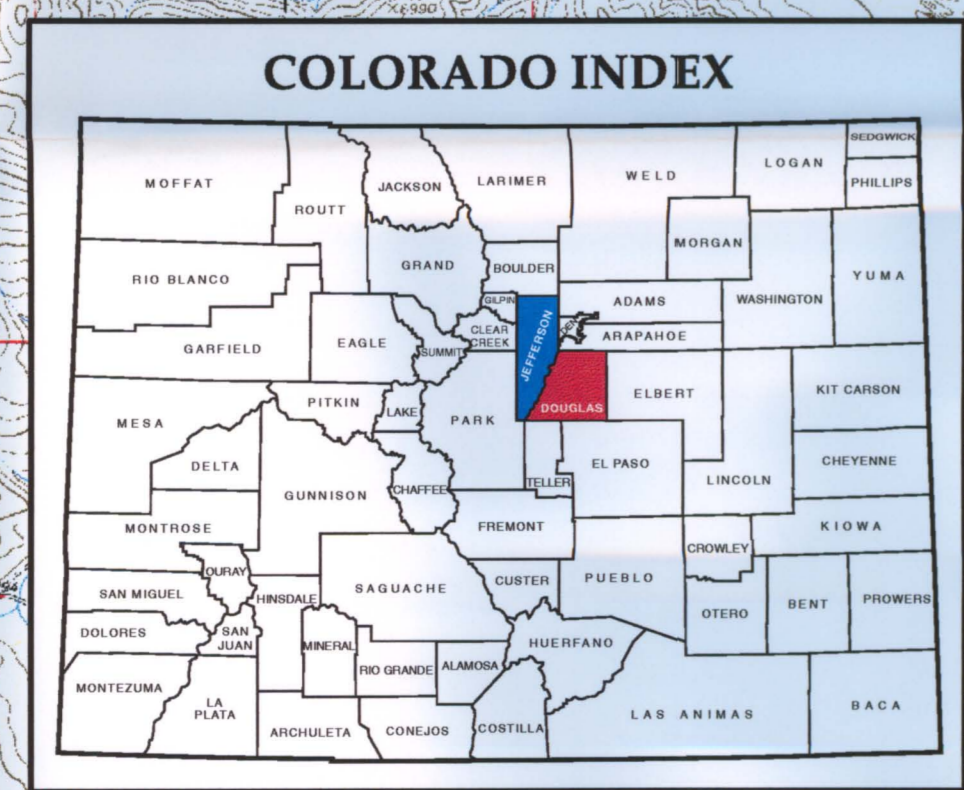 COLORADO INDEX
SEDGWICK
LOGAN
PHILLIPS
MOFFAT
ROUTT
JACKSON
LARIMER
WELD
MORGAN
RIO BLANCO
GRAND
BOULDER
WASHINGTON
YUMA
GILPIN
ADAMS
DEN
ARAPAHOE
GARFIELD
EAGLE
SUMMIT
CLEAR
CREEK
JEFFERSON
DOUGLAS
ELBERT
KIT CARSON
MESA
PITKIN
LAKE
PARK
DELTA
GUNNISON
CHAFFEE
TELLER
EL PASO
LINCOLN
CHEYENNE
MONTROSE
FREMONT
CROWLEY
KIOWA
OURAY
SAN MIGUEL
HINSDALE
SAGUACHE
CUSTER
PUEBLO
OTERO
BENT
PROWERS
DOLORES
SAN
JUAN
MINERAL
RIO GRANDE
ALAMOSA
HUERFANO
MONTEZUMA
LA
PLATA
ARCHULETA
CONEJOS
COSTILLA
LAS ANIMAS
BACA